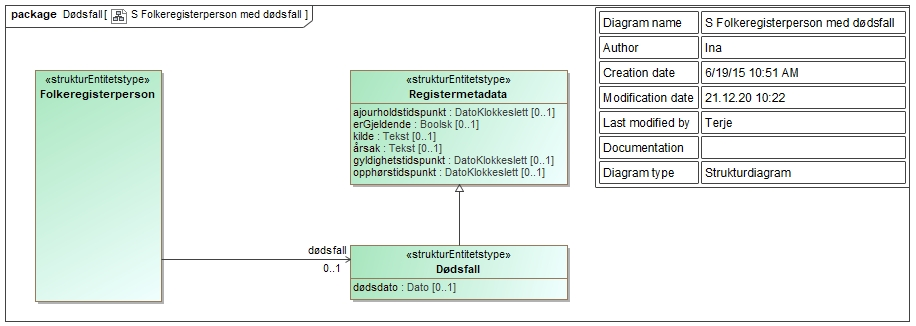 package Dødsfall[ S Folkeregisterperson med dødsfall ]
Diagram name S Folkeregisterperson med dødsfall
Author Ina
Creation date 6/19/15 10:51 AM
Modification date 21.12.20 10:22
Last modified by Terje
Documentation
Diagram type Strukturdiagram
«strukturEntitetstype»
Folkeregisterperson
«strukturEntitetstype»
Registermetadata
ajourholdstidspunkt : DatoKlokkeslett [0..1]
erGjeldende : Boolsk [0..1]
kilde : Tekst [0..1]
årsak : Tekst [0..1]
gyldighetstidspunkt : DatoKlokkeslett [0..1]
opphørstidspunkt : DatoKlokkeslett [0..1]
dødsfall
0..1
«strukturEntitetstype»
Dødsfall
dødsdato : Dato [0..1]